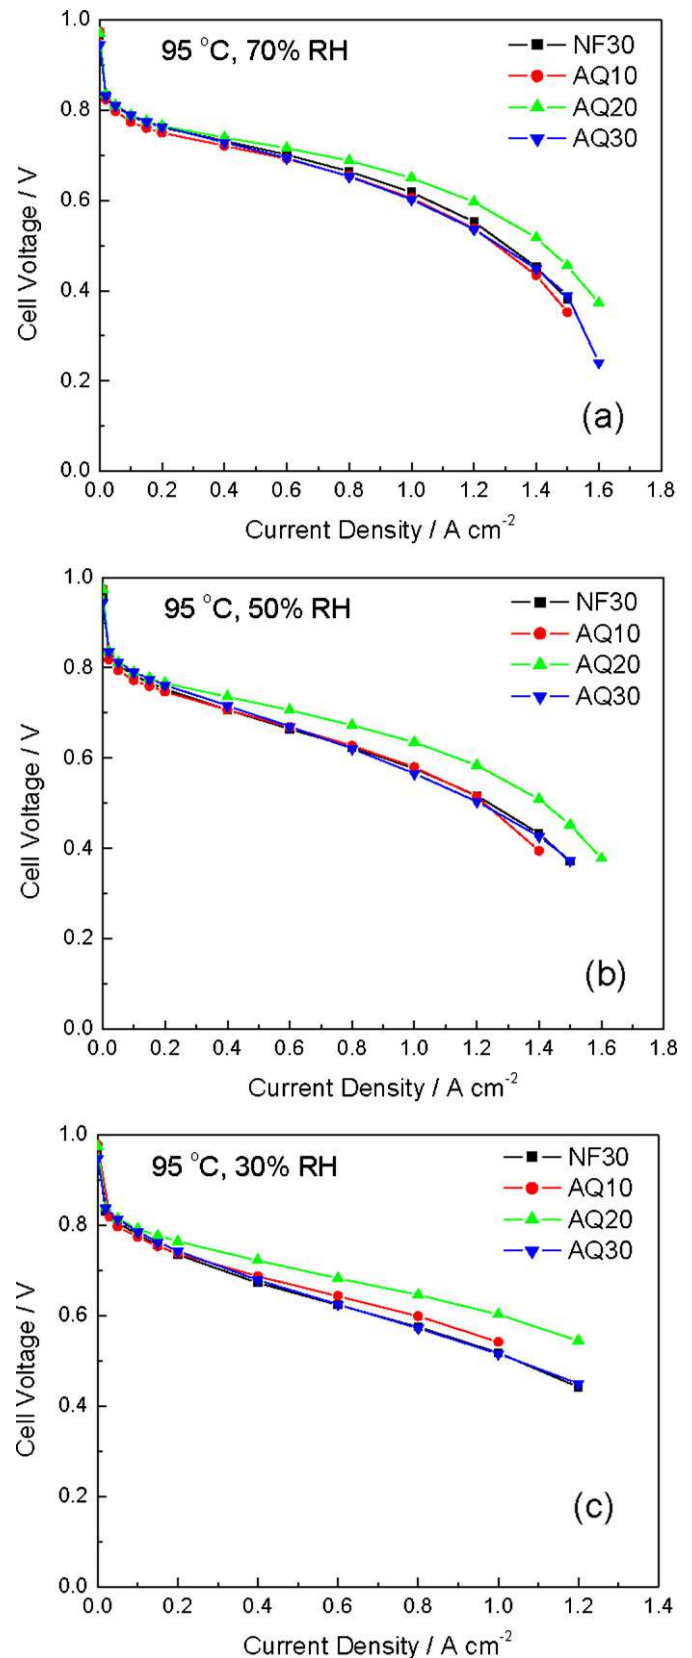 95 °C, 70% RH
NF30
AQ10
AQ20
AQ30
1.0
0.8
0.6
0.4
0.2
0.0
Cell Voltage / V
(a)
0.0 0.2 0.4 0.6 0.8 1.0 1.2 1.4 1.6 1.8
Current Density / A cm-2
95 °C, 50% RH
NF30
AQ10
AQ20
AQ30
1.0
0.8
0.6
0.4
0.2
0.0
Cell Voltage / V
(b)
0.0 0.2 0.4 0.6 0.8 1.0 1.2 1.4 1.6 1.8
Current Density / A cm-2
95 °C, 30% RH
NF30
AQ10
AQ20
AQ30
1.0
0.8
0.6
0.4
0.2
0.0
Cell Voltage / V
(c)
0.0 0.2 0.4 0.6 0.8 1.0 1.2 1.4
Current Density / A cm-2